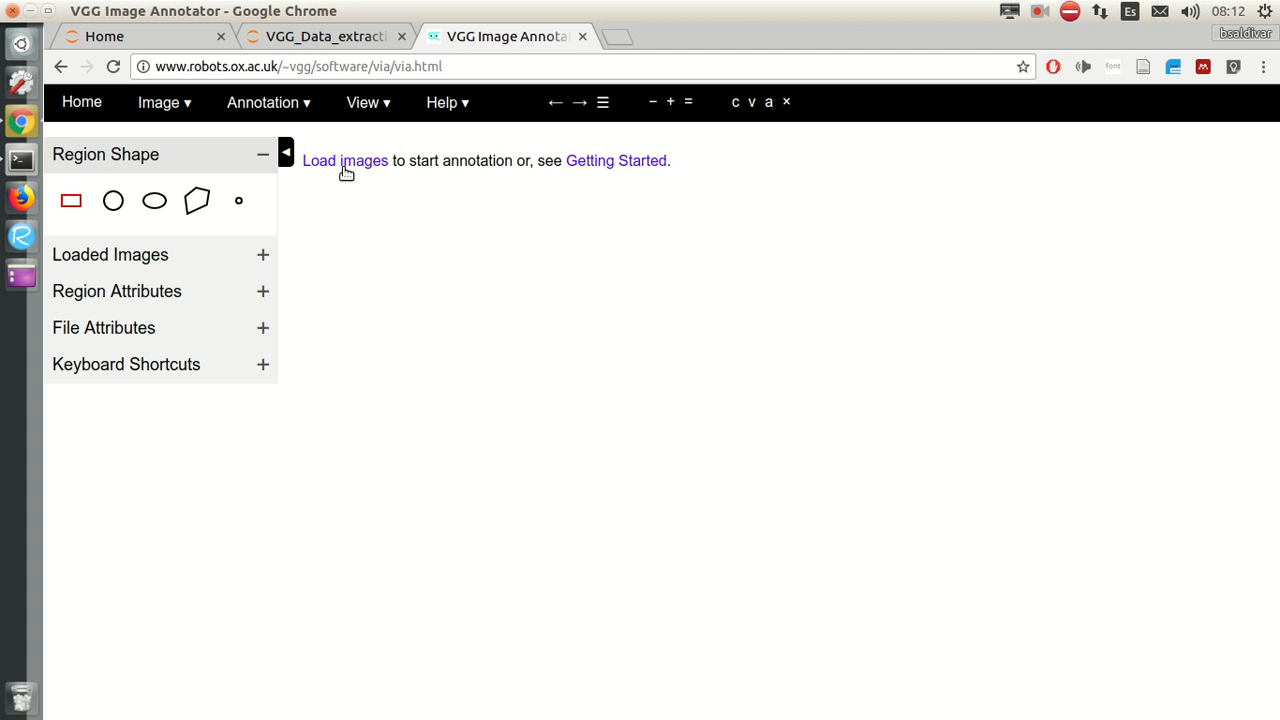 VGG Image Annotator - Google Chrome
Es 08:12
bsaldivar
Home × VGG_Data_extracti × VGG Image Annota ×
www.robots.ox.ac.uk/~vgg/software/via/via.html
font
Home Image ▾ Annotation ▾ View ▾ Help ▾ ← → ☰ − + = c v a ×
Region Shape −
Load images to start annotation or, see Getting Started.
Loaded Images +
Region Attributes +
File Attributes +
Keyboard Shortcuts +